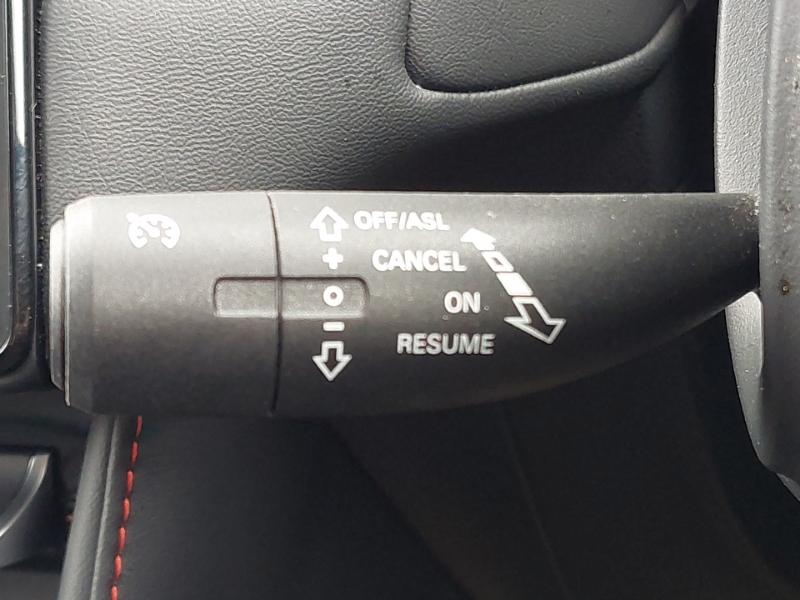 OFF/ASL
+ CANCEL
O ON
- RESUME